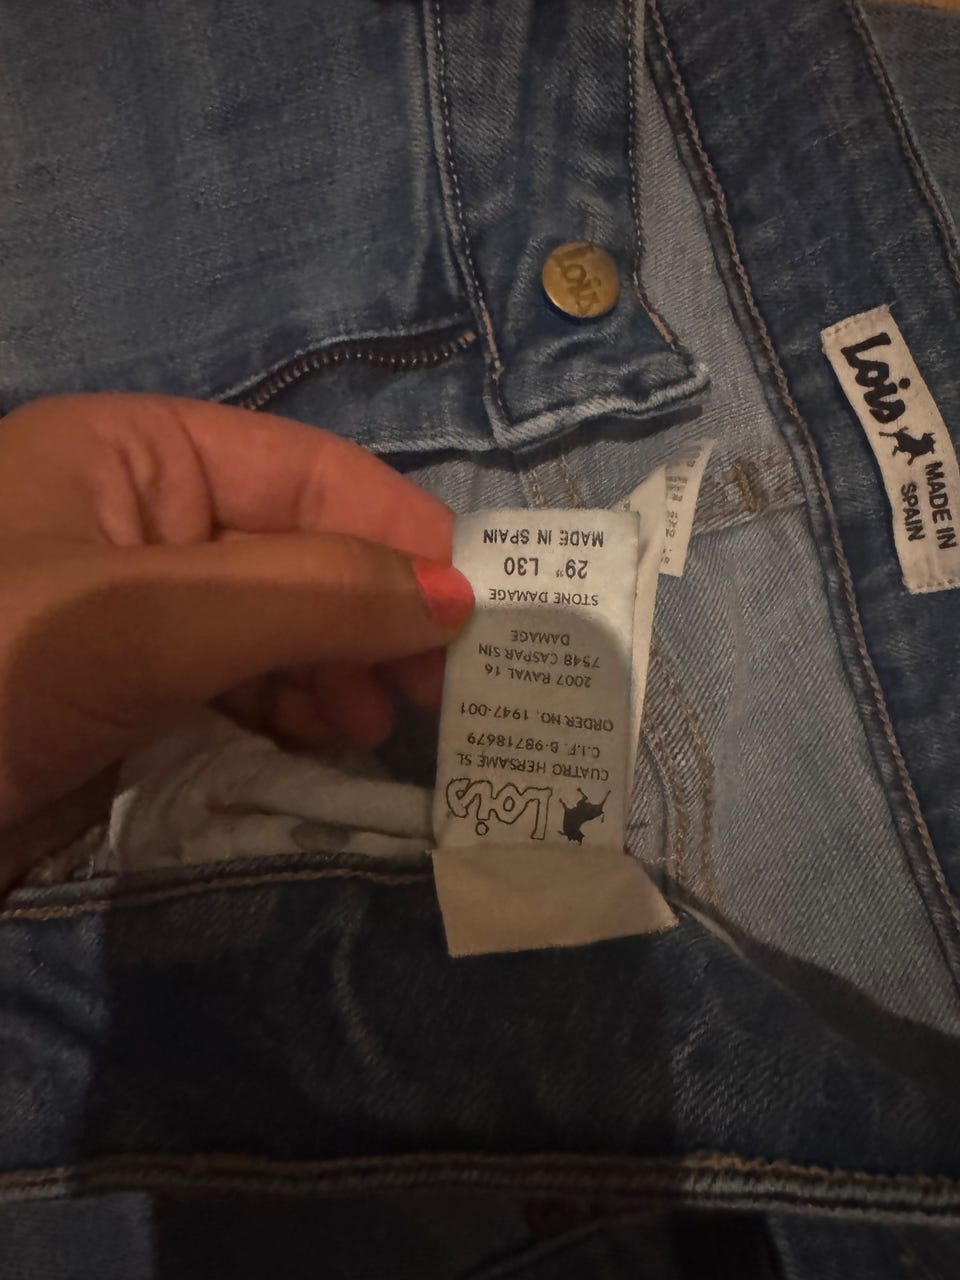 Lois
Lois
MADE IN
SPAIN
Lois
CUATRO HERSAME SL
C.I.F. B-98718679
ORDER NO. 1947-001
2007 RAVAL 16
7548 CASPAR SIN
DAMAGE
STONE DAMAGE
29" L30
MADE IN SPAIN